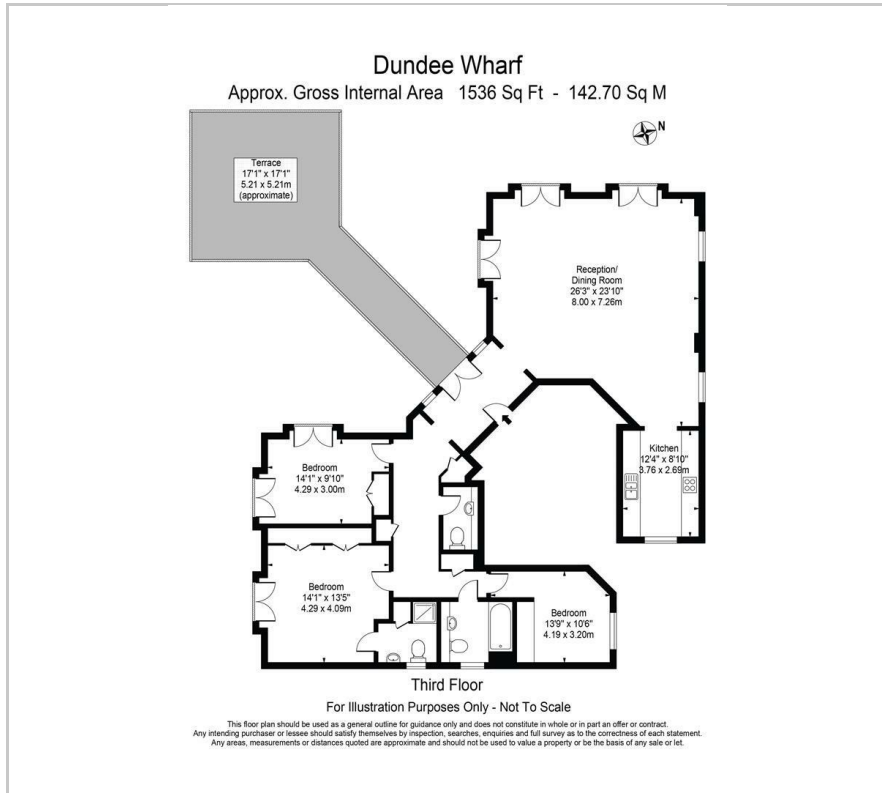 Dundee Wharf
Approx. Gross Internal Area 1536 Sq Ft - 142.70 Sq M
N
Terrace
17'1" x 17'1"
5.21 x 5.21m
(approximate)
Reception/
Dining Room
26'3" x 23'10"
8.00 x 7.26m
Kitchen
12'4" x 8'10"
3.76 x 2.69m
Bedroom
14'1" x 9'10"
4.29 x 3.00m
Bedroom
14'1" x 13'5"
4.29 x 4.09m
Bedroom
13'9" x 10'6"
4.19 x 3.20m
Third Floor
For Illustration Purposes Only - Not To Scale
This floor plan should be used as a general outline for guidance only and does not constitute in whole or in part an offer or contract.
Any intending purchaser or lessee should satisfy themselves by inspection, searches, enquiries and full survey as to the correctness of each statement.
Any areas, measurements or distances quoted are approximate and should not be used to value a property or be the basis of any sale or let.